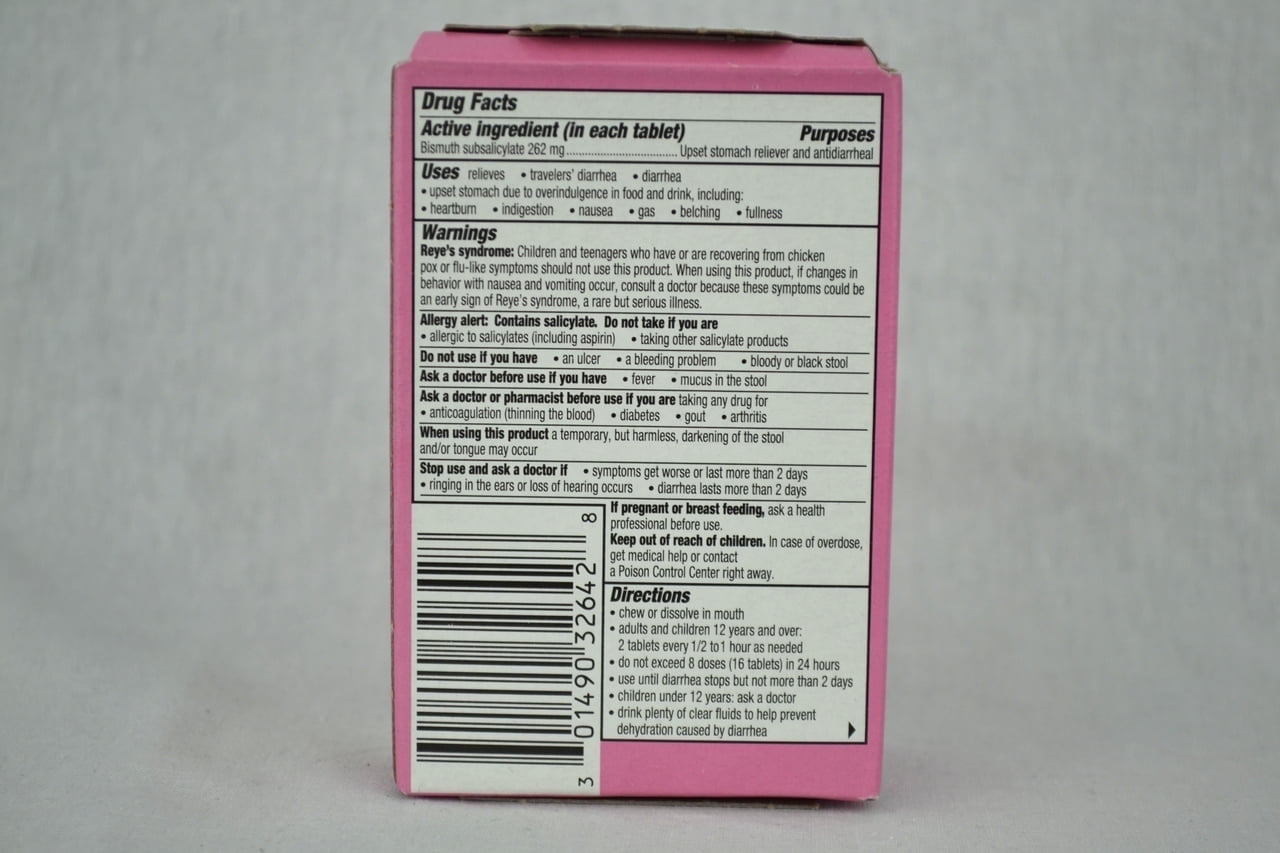 Drug Facts
Active ingredient (in each tablet) Purposes
Bismuth subsalicylate 262 mg................................... Upset stomach reliever and antidiarrheal
Uses relieves • travelers' diarrhea • diarrhea
• upset stomach due to overindulgence in food and drink, including:
• heartburn • indigestion • nausea • gas • belching • fullness
Warnings
Reye's syndrome: Children and teenagers who have or are recovering from chicken
pox or flu-like symptoms should not use this product. When using this product, if changes in
behavior with nausea and vomiting occur, consult a doctor because these symptoms could be
an early sign of Reye's syndrome, a rare but serious illness.
Allergy alert: Contains salicylate. Do not take if you are
• allergic to salicylates (including aspirin) • taking other salicylate products
Do not use if you have • an ulcer • a bleeding problem • bloody or black stool
Ask a doctor before use if you have • fever • mucus in the stool
Ask a doctor or pharmacist before use if you are taking any drug for
• anticoagulation (thinning the blood) • diabetes • gout • arthritis
When using this product a temporary, but harmless, darkening of the stool
and/or tongue may occur
Stop use and ask a doctor if • symptoms get worse or last more than 2 days
• ringing in the ears or loss of hearing occurs • diarrhea lasts more than 2 days
If pregnant or breast feeding, ask a health
professional before use.
Keep out of reach of children. In case of overdose,
get medical help or contact
a Poison Control Center right away.
Directions
• chew or dissolve in mouth
• adults and children 12 years and over:
2 tablets every 1/2 to1 hour as needed
• do not exceed 8 doses (16 tablets) in 24 hours
• use until diarrhea stops but not more than 2 days
• children under 12 years: ask a doctor
• drink plenty of clear fluids to help prevent
dehydration caused by diarrhea
3 01490 32642 8